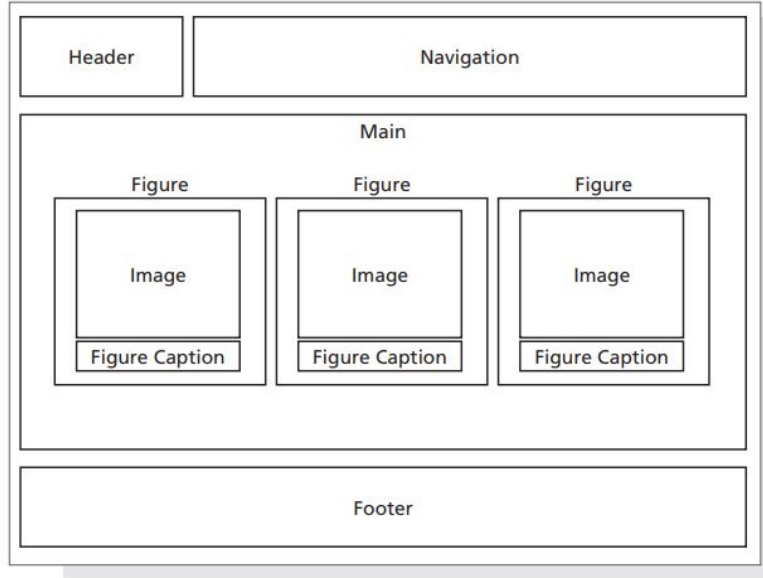 Header
Navigation
Main
Figure
Figure
Figure
Image
Image
Image
Figure Caption
Figure Caption
Figure Caption
Footer